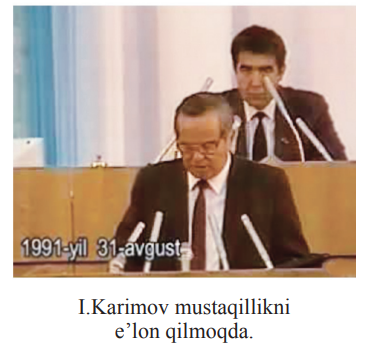 1991-yil 31-avgust
I.Karimov mustaqillikni
e’lon qilmoqda.